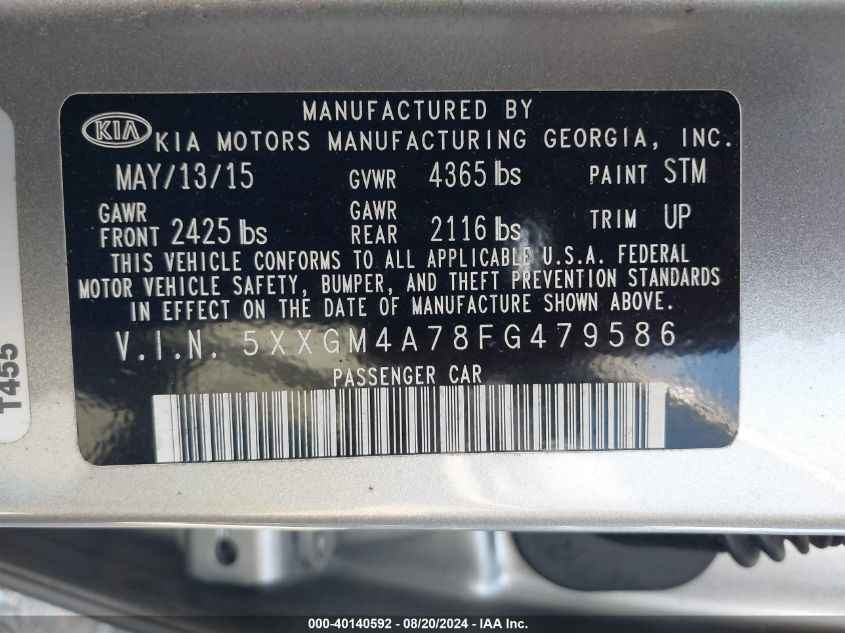 MANUFACTURED BY
KIA KIA MOTORS MANUFACTURING GEORGIA, INC.
MAY/13/15 GVWR 4365 lbs PAINT STM
GAWR FRONT 2425 lbs GAWR REAR 2116 lbs TRIM UP
THIS VEHICLE CONFORMS TO ALL APPLICABLE U.S.A. FEDERAL
MOTOR VEHICLE SAFETY, BUMPER, AND THEFT PREVENTION STANDARDS
IN EFFECT ON THE DATE OF MANUFACTURE SHOWN ABOVE.
V.I.N. 5XXGM4A78FG479586
PASSENGER CAR
T455
000-40140592 - 08/20/2024 - IAA Inc.